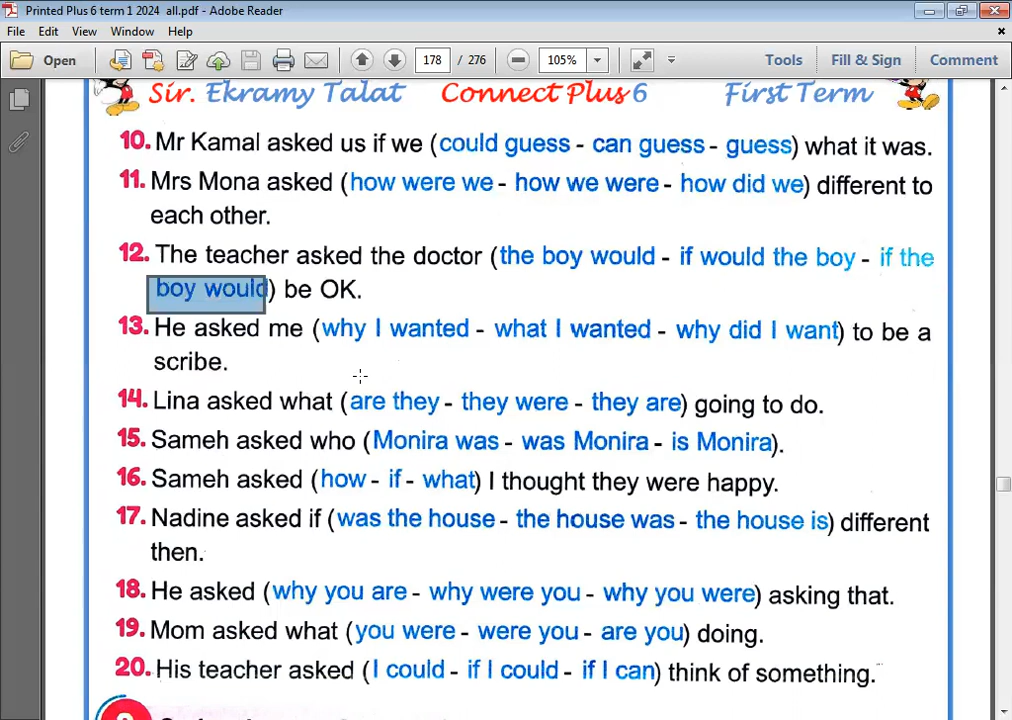 Printed Plus 6 term 1 2024 all.pdf - Adobe Reader
File Edit View Window Help
Open 178 / 276 105% Tools Fill & Sign Comment
Sir. Ekramy Talat Connect Plus 6 First Term
10. Mr Kamal asked us if we (could guess - can guess - guess) what it was.
11. Mrs Mona asked (how were we - how we were - how did we) different to
each other.
12. The teacher asked the doctor (the boy would - if would the boy - if the
boy would) be OK.
13. He asked me (why I wanted - what I wanted - why did I want) to be a
scribe.
14. Lina asked what (are they - they were - they are) going to do.
15. Sameh asked who (Monira was - was Monira - is Monira).
16. Sameh asked (how - if - what) I thought they were happy.
17. Nadine asked if (was the house - the house was - the house is) different
then.
18. He asked (why you are - why were you - why you were) asking that.
19. Mom asked what (you were - were you - are you) doing.
20. His teacher asked (I could - if I could - if I can) think of something.